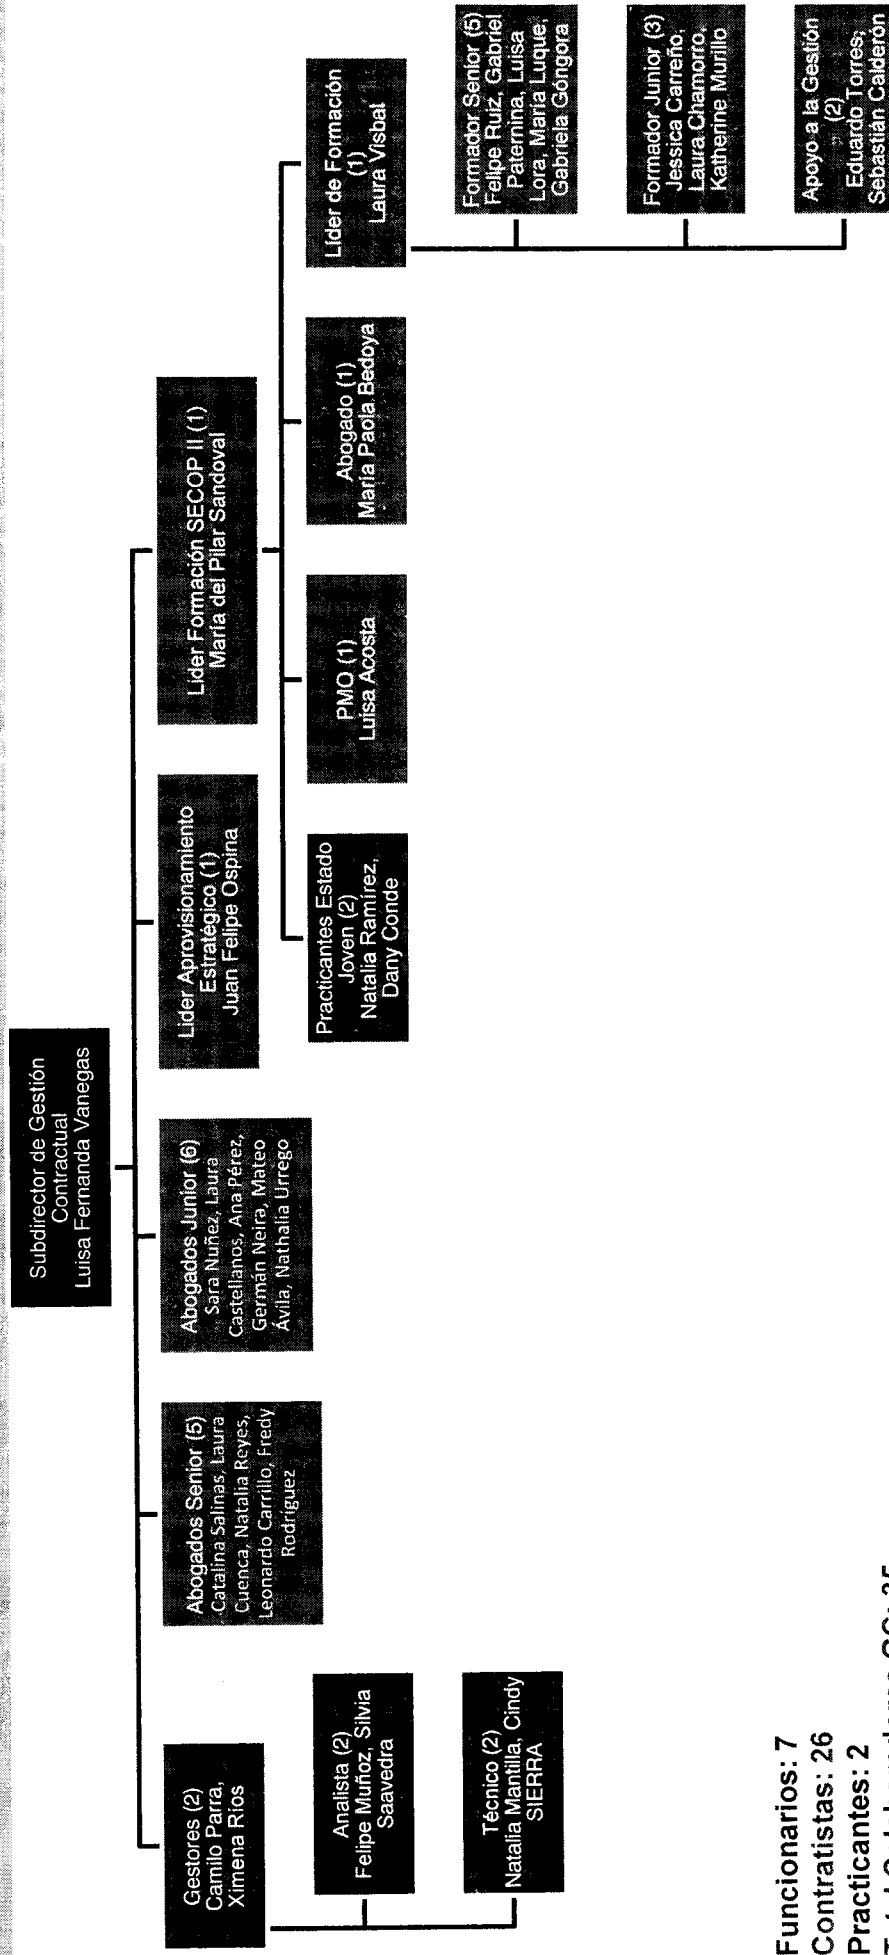 Subdirector de Gestión
Contractual
Luisa Fernanda Vanegas
Gestores (2)
Camilo Parra,
Ximena Ríos
Analista (2)
Felipe Muñoz, Silvia
Saavedra
Técnico (2)
Natalia Mantilla, Cindy
SIERRA
Abogados Senior (5)
Catalina Salinas, Laura
Cuenca, Natalia Reyes,
Leonardo Carrillo, Fredy
Rodríguez
Abogados Junior (6)
Sara Nuñez, Laura
Castellanos, Ana Pérez,
Germán Neira, Mateo
Ávila, Nathalia Urrego
Líder Aprovisionamiento
Estratégico (1)
Juan Felipe Ospina
Líder Formación SECOP II (1)
María del Pilar Sandoval
Practicantes Estado
Joven (2)
Natalia Ramírez,
Dany Conde
PMO (1)
Luisa Acosta
Abogado (1)
María Paola Bedoya
Líder de Formación
(1)
Laura Visbal
Formador Senior (5)
Felipe Ruiz, Gabriel
Paternina, Luisa
Lora, María Luque,
Gabriela Góngora
Formador Junior (3)
Jessica Carreño,
Laura Chamorro,
Katherine Murillo
Apoyo a la Gestión
(2)
Eduardo Torres,
Sebastián Calderón
Funcionarios: 7
Contratistas: 26
Practicantes: 2